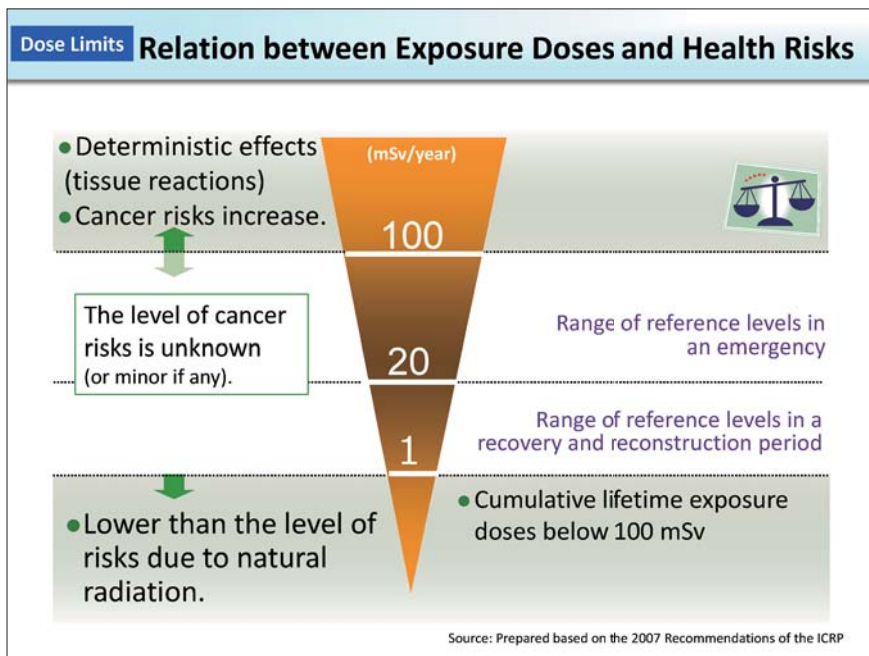 Dose Limits Relation between Exposure Doses and Health Risks
● Deterministic effects
(tissue reactions)
● Cancer risks increase.
(mSv/year)
100
The level of cancer
risks is unknown
(or minor if any).
Range of reference levels in
an emergency
20
Range of reference levels in a
recovery and reconstruction period
1
● Lower than the level of
risks due to natural
radiation.
● Cumulative lifetime exposure
doses below 100 mSv
Source: Prepared based on the 2007 Recommendations of the ICRP